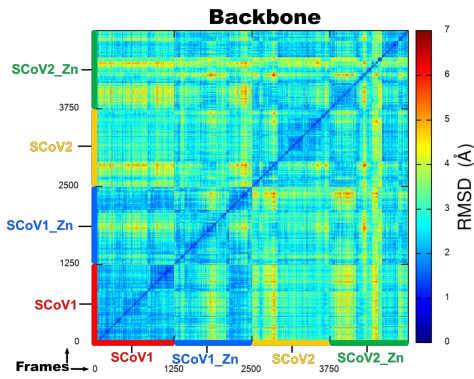 Backbone
SCoV2_Zn
3750
SCoV2
2500
SCoV1_Zn
1250
SCoV1
0
Frames
0
1250
2500
3750
SCoV1
SCoV1_Zn
SCoV2
SCoV2_Zn
7
6
5
4
3
2
1
0
RMSD (Å)